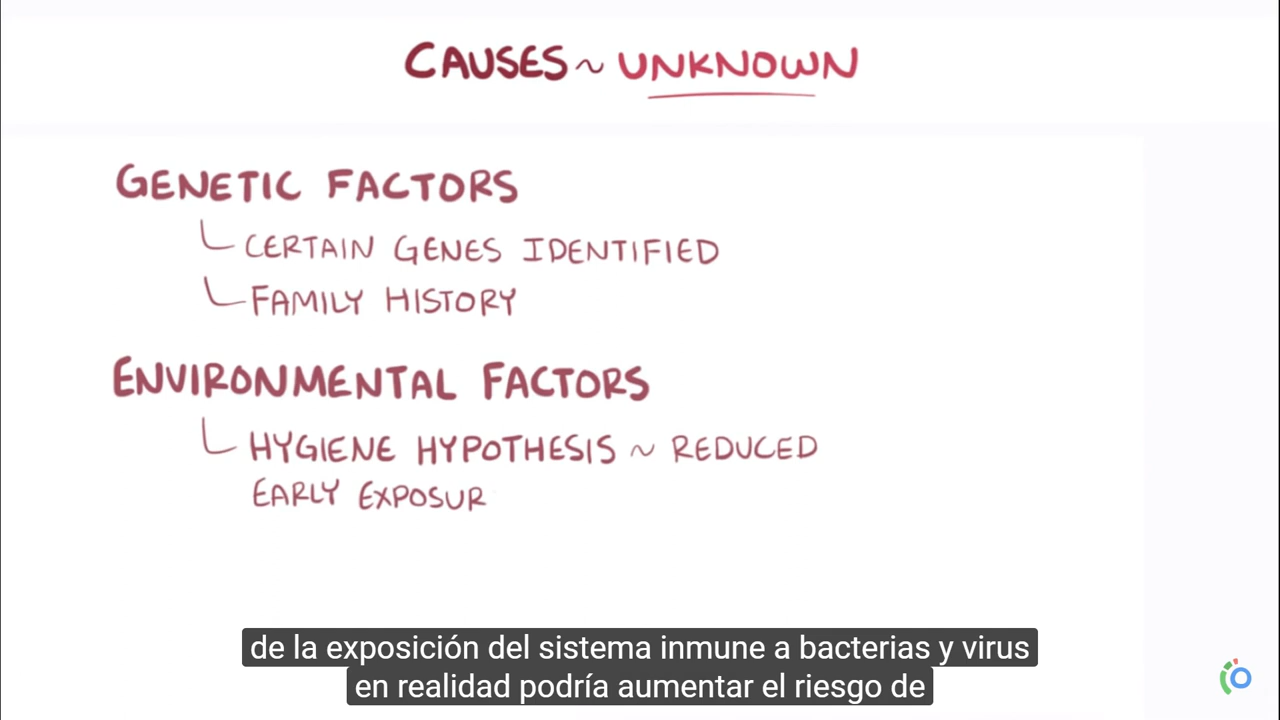 CAUSES ~ UNKNOWN
GENETIC FACTORS
CERTAIN GENES IDENTIFIED
FAMILY HISTORY
ENVIRONMENTAL FACTORS
HYGIENE HYPOTHESIS ~ REDUCED
EARLY EXPOSUR
de la exposición del sistema inmune a bacterias y virus
en realidad podría aumentar el riesgo de